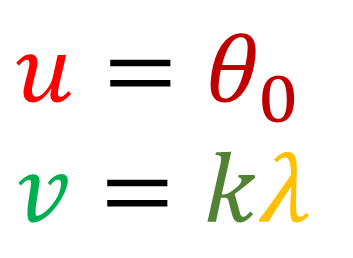 u = θ₀
v = kλ